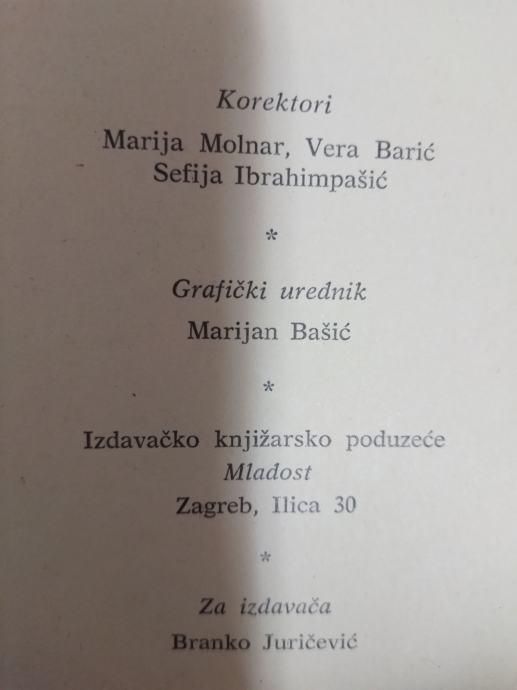 Korektori
Marija Molnar, Vera Barić
Sefija Ibrahimpašić
*
Grafički urednik
Marijan Bašić
*
Izdavačko knjižarsko poduzeće
Mladost
Zagreb, Ilica 30
*
Za izdavača
Branko Juričević